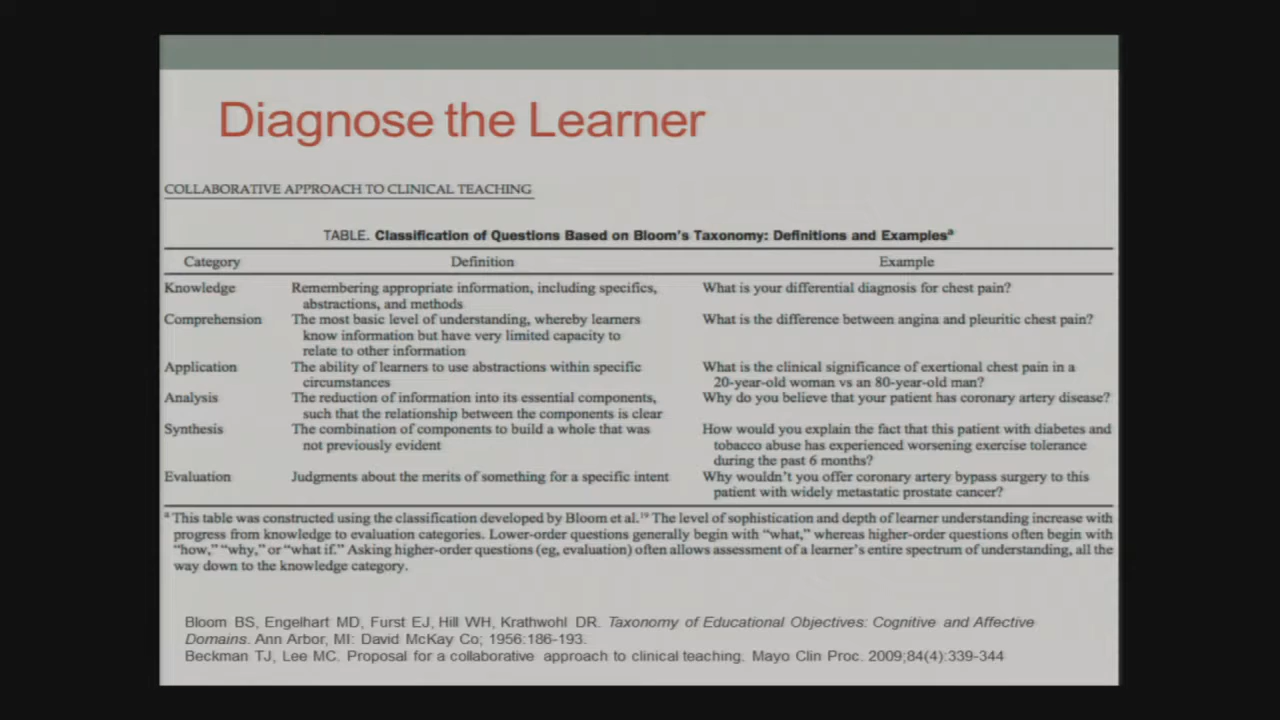 Diagnose the Learner
COLLABORATIVE APPROACH TO CLINICAL TEACHING
TABLE. Classification of Questions Based on Bloom's Taxonomy: Definitions and Examplesᵃ
Category Definition Example
Knowledge Remembering appropriate information, including specifics, What is your differential diagnosis for chest pain?
abstractions, and methods
Comprehension The most basic level of understanding, whereby learners What is the difference between angina and pleuritic chest pain?
know information but have very limited capacity to
relate to other information
Application The ability of learners to use abstractions within specific What is the clinical significance of exertional chest pain in a
circumstances 20-year-old woman vs an 80-year-old man?
Analysis The reduction of information into its essential components, Why do you believe that your patient has coronary artery disease?
such that the relationship between the components is clear
Synthesis The combination of components to build a whole that was How would you explain the fact that this patient with diabetes and
not previously evident tobacco abuse has experienced worsening exercise tolerance
during the past 6 months?
Evaluation Judgments about the merits of something for a specific intent Why wouldn't you offer coronary artery bypass surgery to this
patient with widely metastatic prostate cancer?
ᵃ This table was constructed using the classification developed by Bloom et al.¹⁹ The level of sophistication and depth of learner understanding increase with
progress from knowledge to evaluation categories. Lower-order questions generally begin with "what," whereas higher-order questions often begin with
"how," "why," or "what if." Asking higher-order questions (eg, evaluation) often allows assessment of a learner's entire spectrum of understanding, all the
way down to the knowledge category.
Bloom BS, Engelhart MD, Furst EJ, Hill WH, Krathwohl DR. Taxonomy of Educational Objectives: Cognitive and Affective
Domains. Ann Arbor, MI: David McKay Co; 1956:186-193.
Beckman TJ, Lee MC. Proposal for a collaborative approach to clinical teaching. Mayo Clin Proc. 2009;84(4):339-344